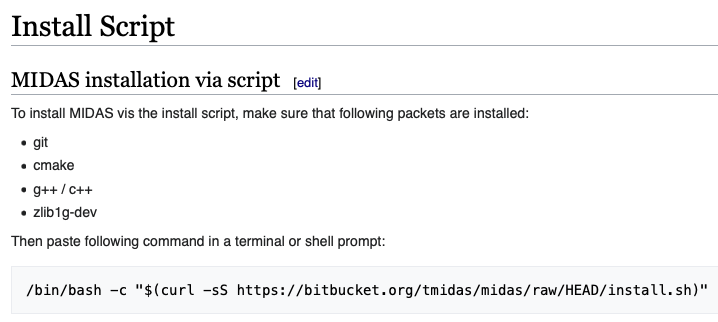 Install Script
MIDAS installation via script [edit]
To install MIDAS vis the install script, make sure that following packets are installed:
git
cmake
g++ / c++
zlib1g-dev
Then paste following command in a terminal or shell prompt:
/bin/bash -c "$(curl -sS https://bitbucket.org/tmidas/midas/raw/HEAD/install.sh)"